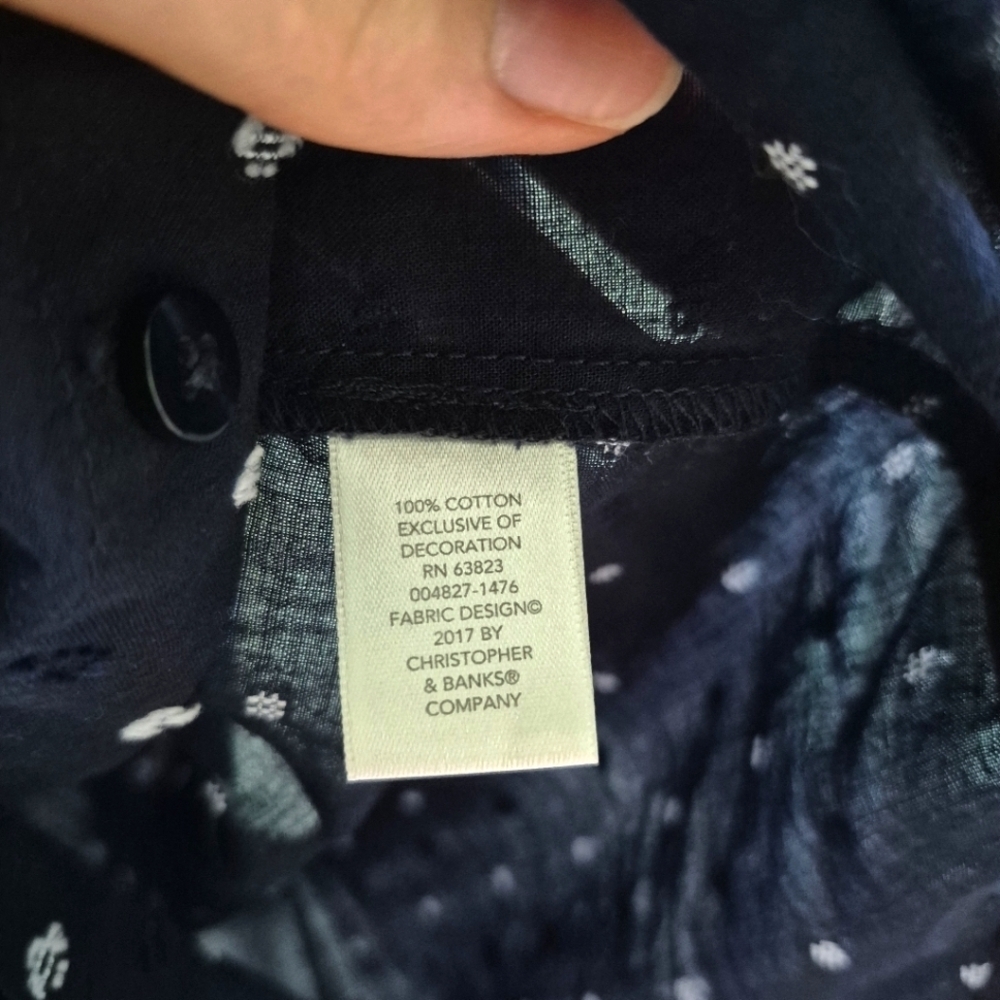 100% COTTON
EXCLUSIVE OF
DECORATION
RN 63823
004827-1476
FABRIC DESIGN©
2017 BY
CHRISTOPHER
& BANKS®
COMPANY